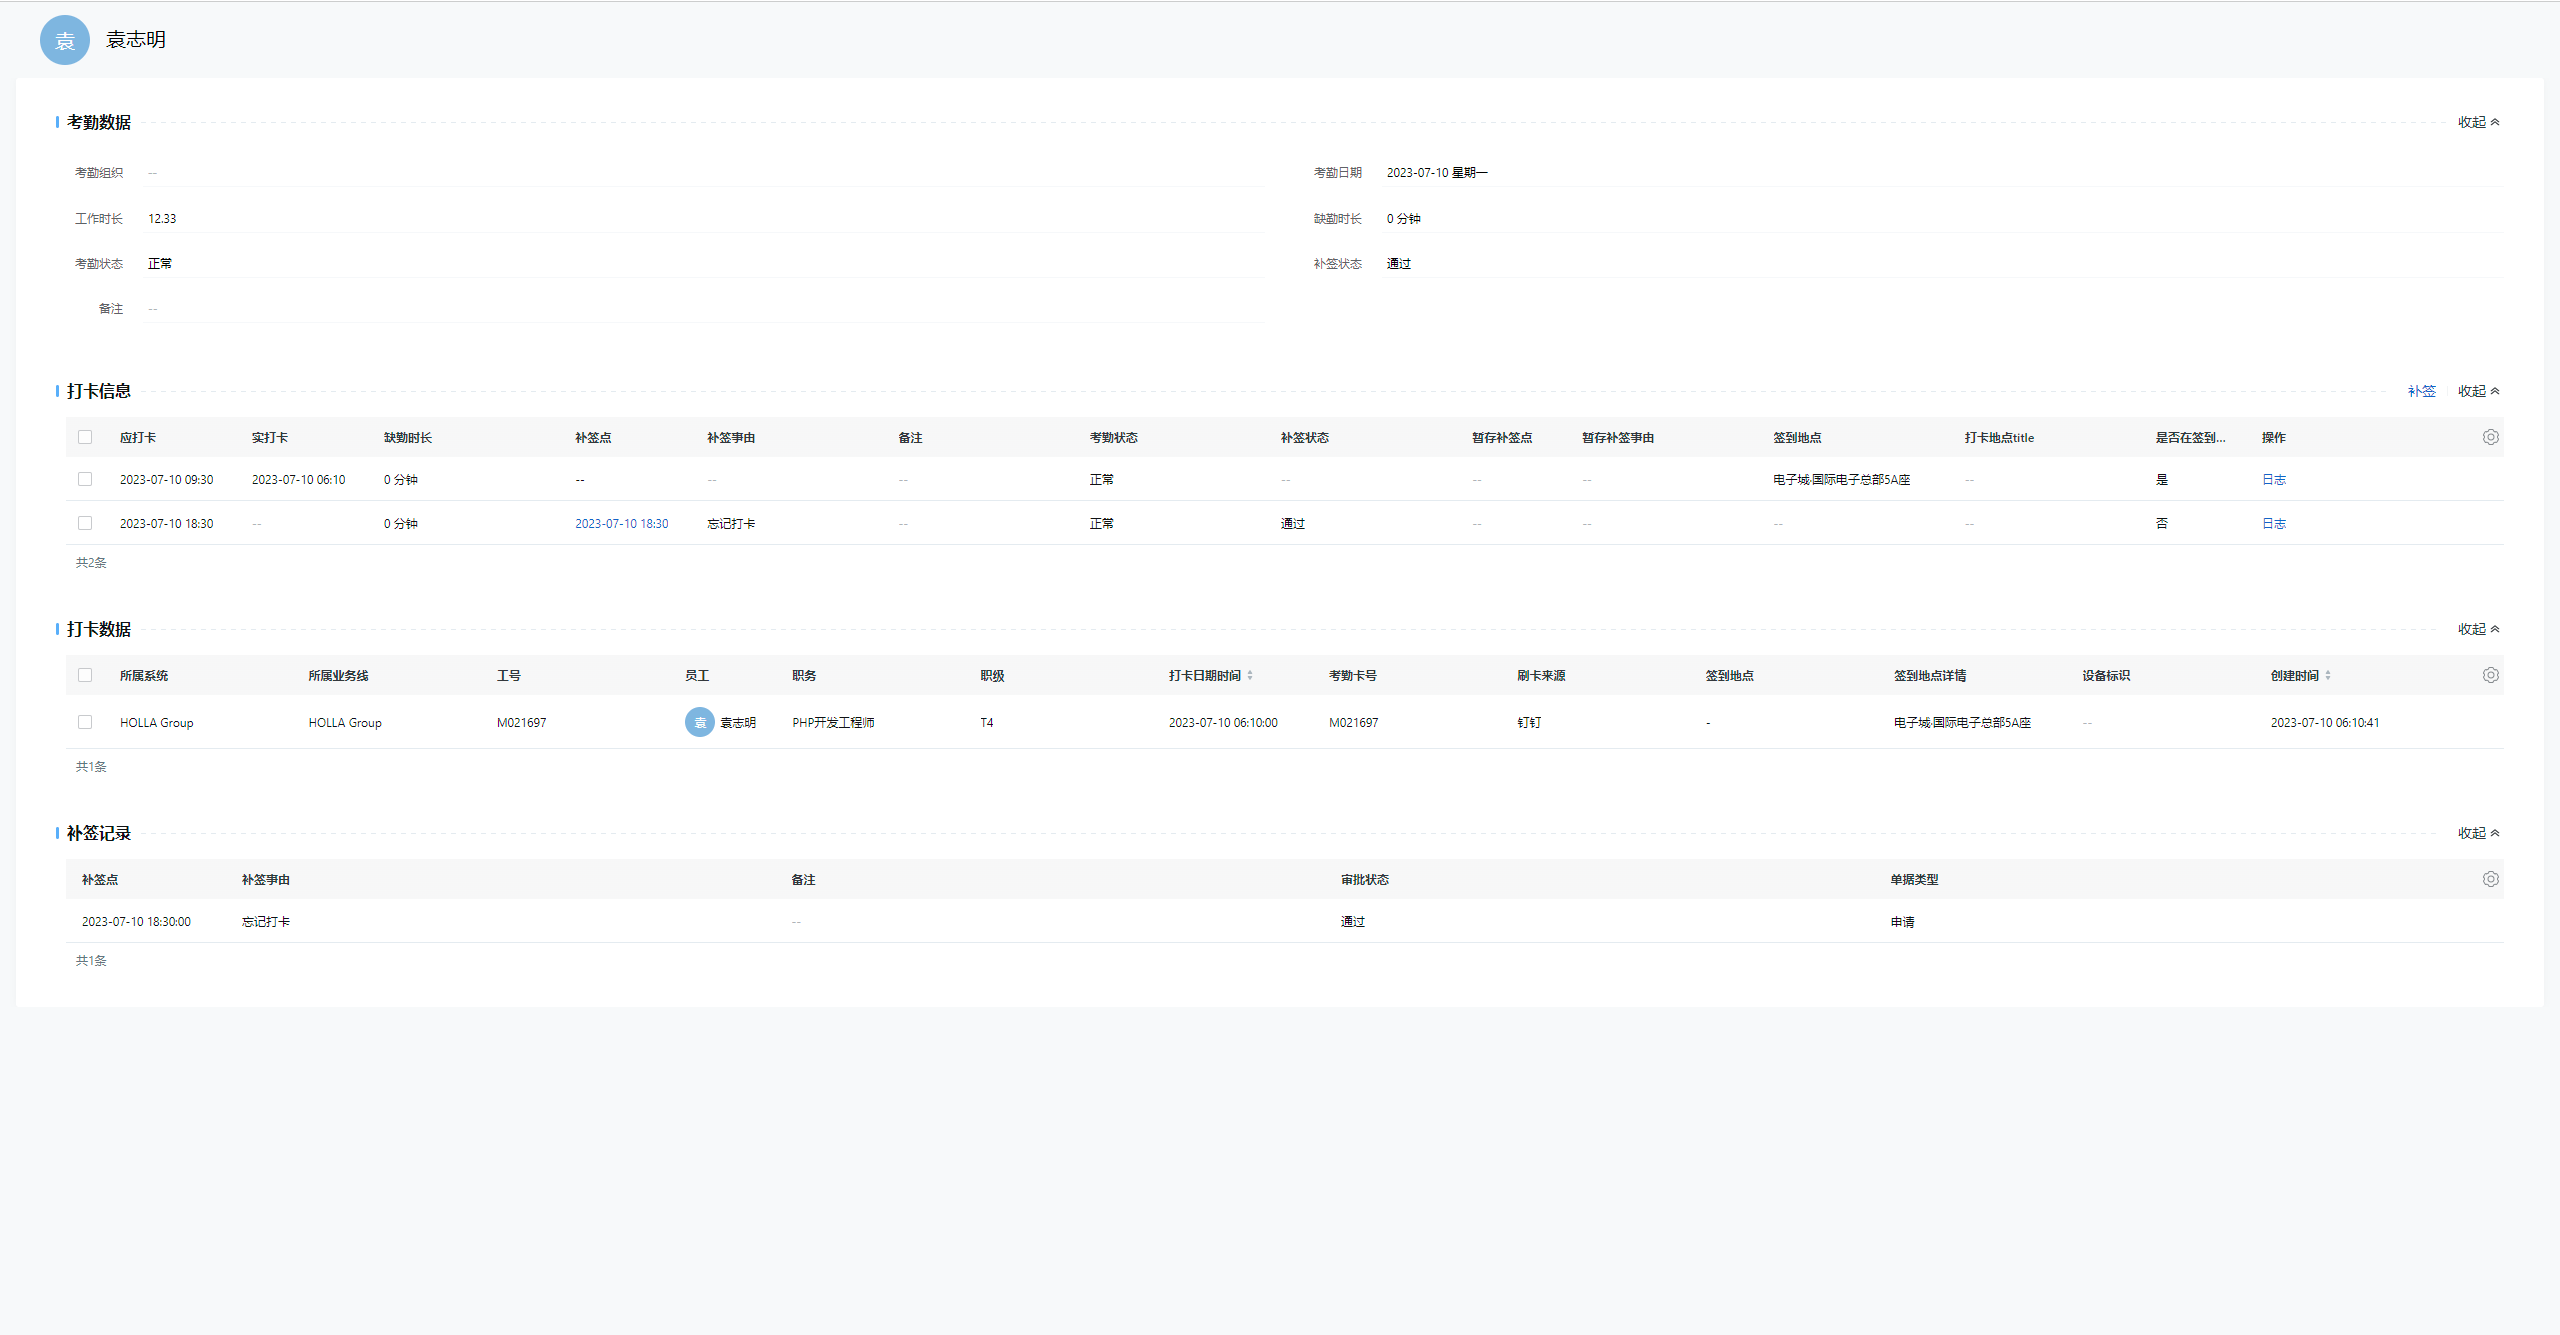 袁 袁志明
考勤数据 收起
考勤组织 -- 考勤日期 2023-07-10 星期一
工作时长 12.33 缺勤时长 0 分钟
考勤状态 正常 补签状态 通过
备注 --
打卡信息 补签 收起
应打卡 实打卡 缺勤时长 补签点 补签事由 备注 考勤状态 补签状态 暂存补签点 暂存补签事由 签到地点 打卡地点title 是否在签到... 操作
2023-07-10 09:30 2023-07-10 06:10 0 分钟 -- -- -- 正常 -- -- -- 电子城·国际电子总部5A座 -- 是 日志
2023-07-10 18:30 -- 0 分钟 2023-07-10 18:30 忘记打卡 -- 正常 通过 -- -- -- -- 否 日志
共2条
打卡数据 收起
所属系统 所属业务线 工号 员工 职务 职级 打卡日期时间 考勤卡号 刷卡来源 签到地点 签到地点详情 设备标识 创建时间
HOLLA Group HOLLA Group M021697 袁 袁志明 PHP开发工程师 T4 2023-07-10 06:10:00 M021697 钉钉 - 电子城·国际电子总部5A座 -- 2023-07-10 06:10:41
共1条
补签记录 收起
补签点 补签事由 备注 审批状态 单据类型
2023-07-10 18:30:00 忘记打卡 -- 通过 申请
共1条